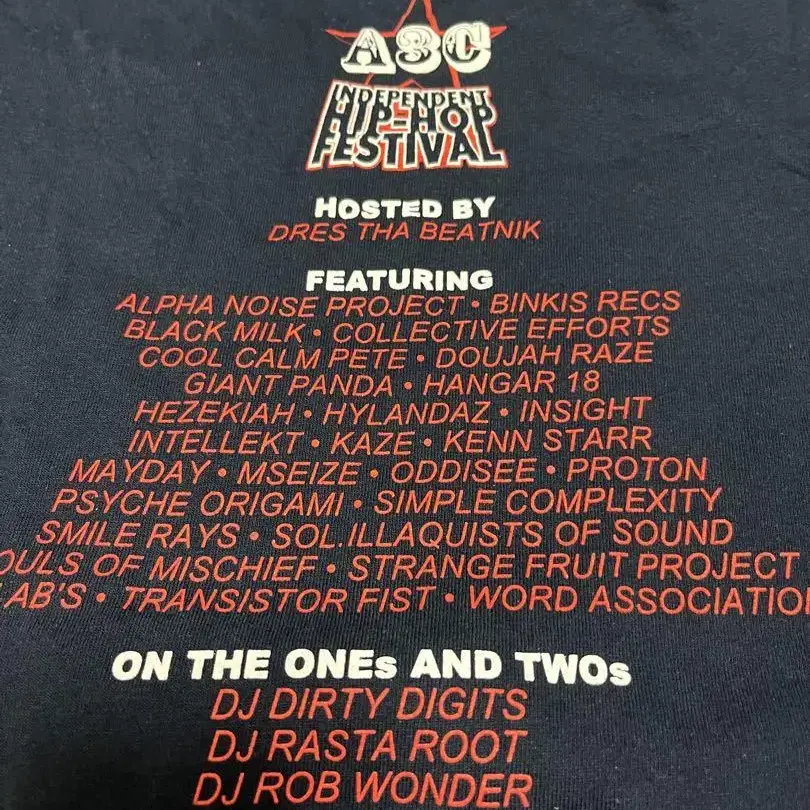 A3C
INDEPENDENT
HIP-HOP
FESTIVAL
HOSTED BY
DRES THA BEATNIK
FEATURING
ALPHA NOISE PROJECT • BINKIS RECS
BLACK MILK • COLLECTIVE EFFORTS
COOL CALM PETE • DOUJAH RAZE
GIANT PANDA • HANGAR 18
HEZEKIAH • HYLANDAZ • INSIGHT
INTELLEKT • KAZE • KENN STARR
MAYDAY • MSEIZE • ODDISEE • PROTON
PSYCHE ORIGAMI • SIMPLE COMPLEXITY
SMILE RAYS • SOL.ILLAQUISTS OF SOUND
OULS OF MISCHIEF • STRANGE FRUIT PROJECT
AB'S • TRANSISTOR FIST • WORD ASSOCIATIO
ON THE ONEs AND TWOs
DJ DIRTY DIGITS
DJ RASTA ROOT
DJ ROB WONDER